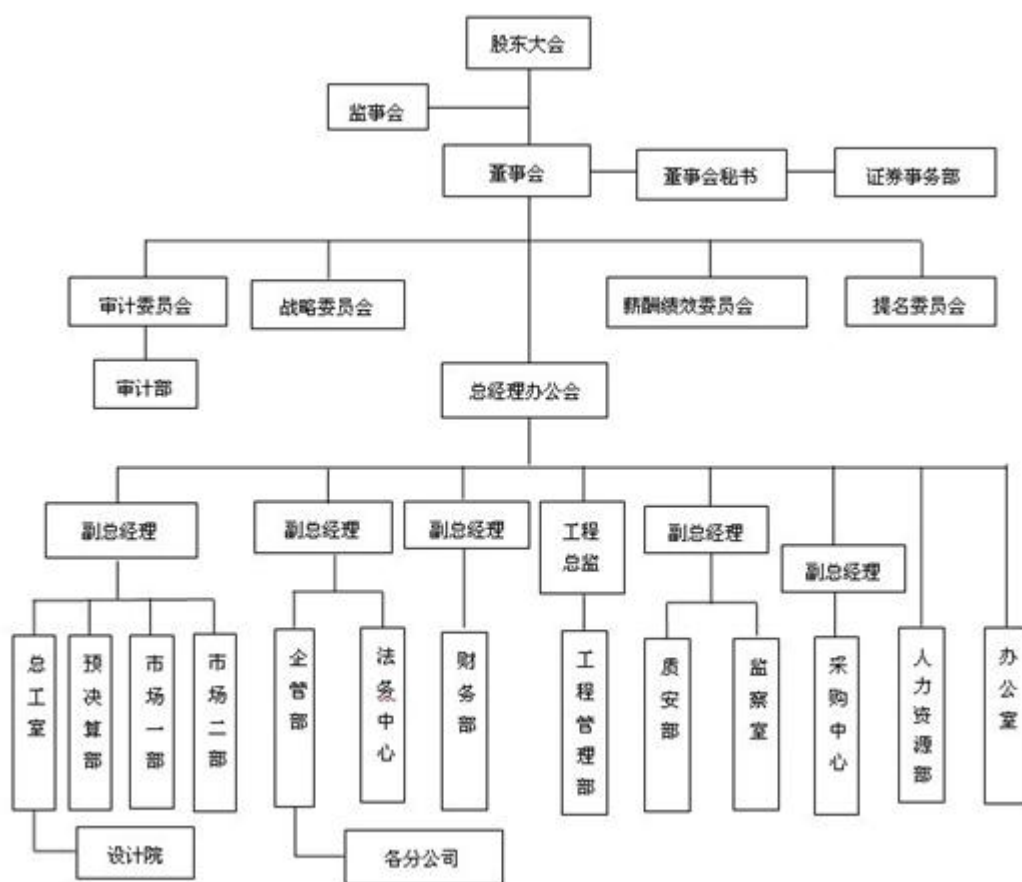 股东大会
监事会
董事会
董事会秘书
证券事务部
审计委员会
战略委员会
薪酬绩效委员会
提名委员会
审计部
总经理办公会
副总经理
副总经理
副总经理
工程
总监
副总经理
副总经理
总工室
预决算部
市场一部
市场二部
企管部
法务中心
财务部
工程管理部
质安部
监察室
采购中心
人力资源部
办公室
设计院
各分公司